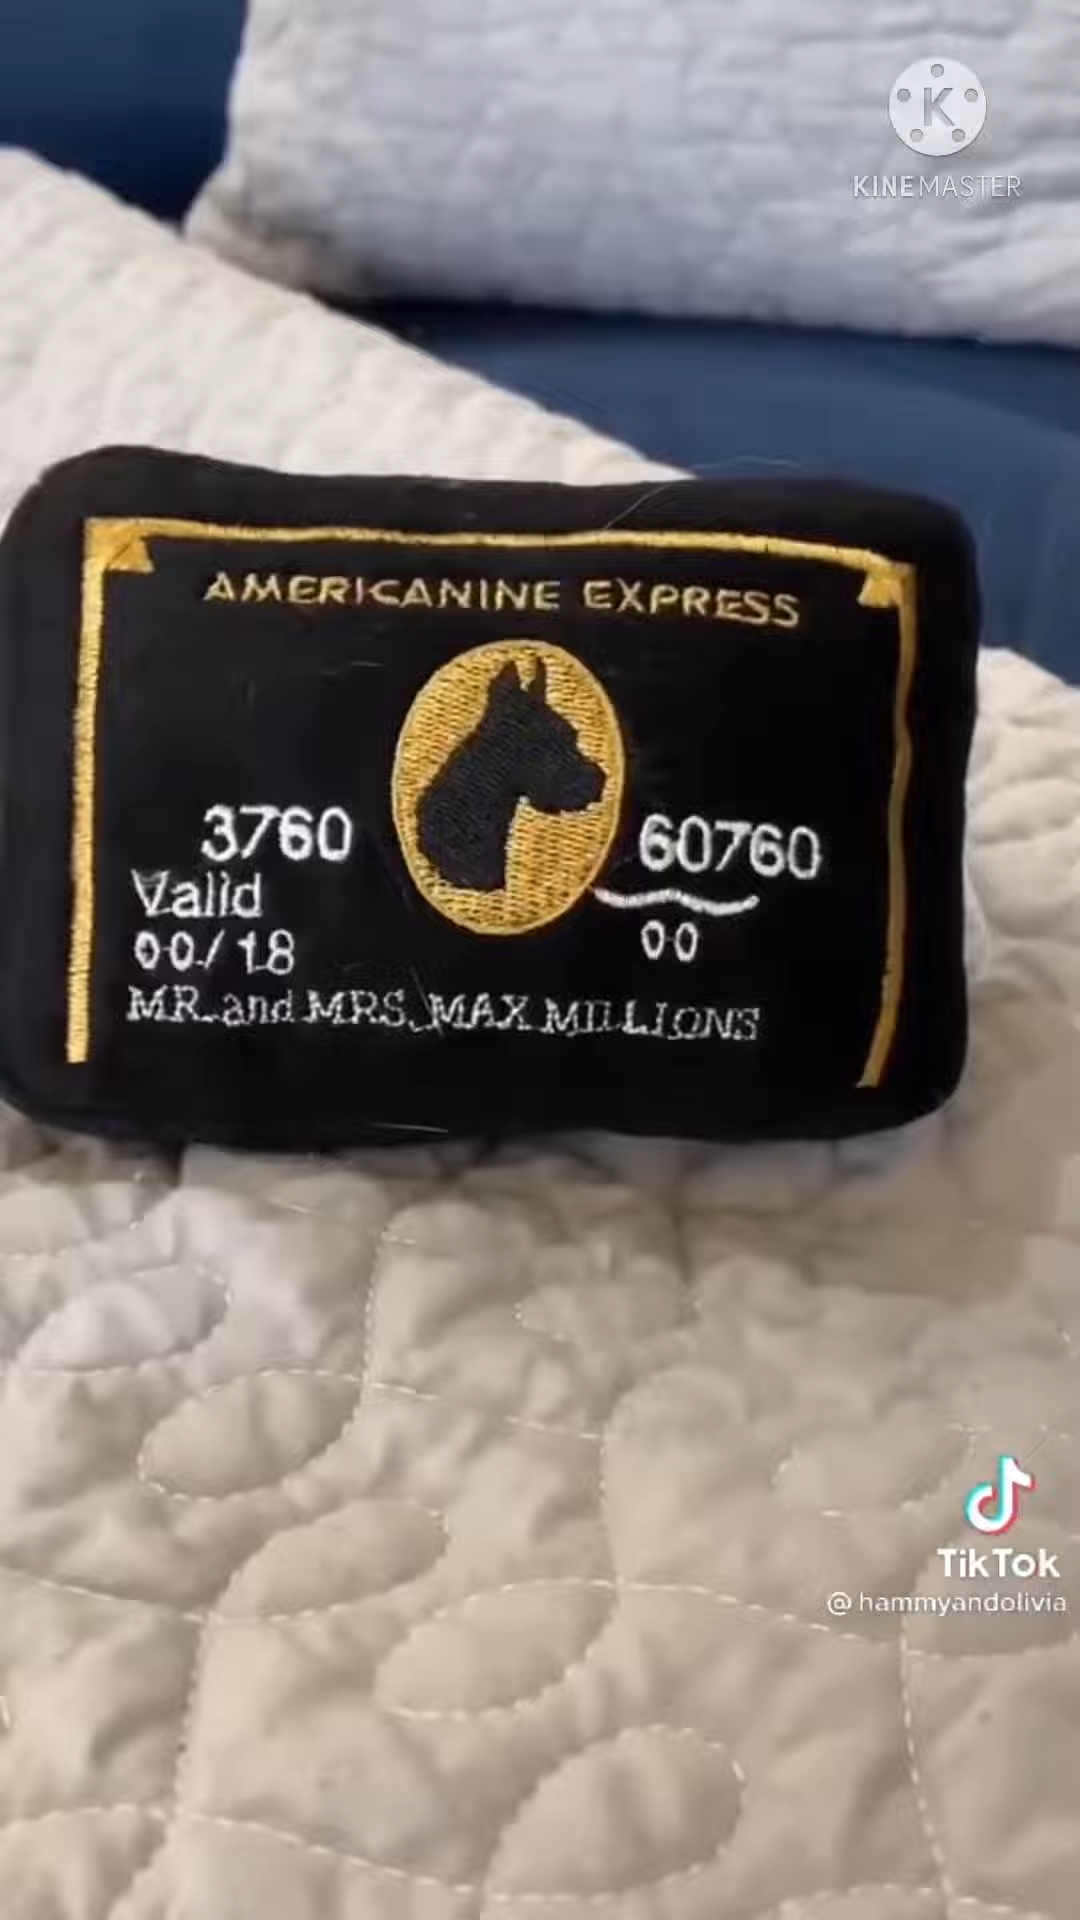 K
KINEMASTER
AMERICANINE EXPRESS
3760 60760
Valid
00/18 00
MR. and MRS. MAX MILLIONS
TikTok
@hammyandolivia